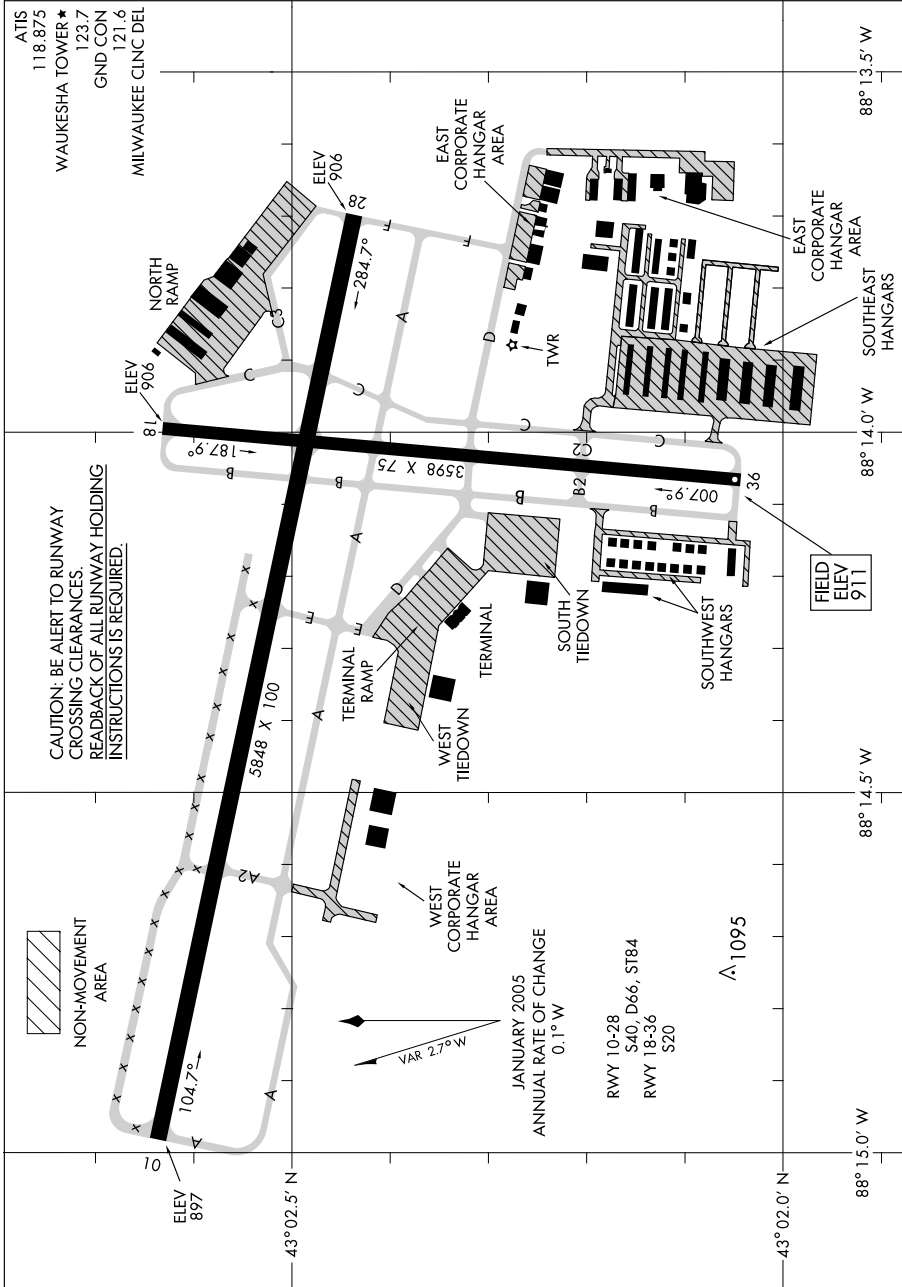 ATIS
118.875
WAUKESHA TOWER★
123.7
GND CON
121.6
MILWAUKEE CLNC DEL
CAUTION: BE ALERT TO RUNWAY
CROSSING CLEARANCES.
READBACK OF ALL RUNWAY HOLDING
INSTRUCTIONS IS REQUIRED.
NON-MOVEMENT
AREA
NORTH
RAMP
ELEV
906
ELEV
906
18
28
187.9°
284.7°
C3
C
C
B
B
F
F
A
EAST
CORPORATE
HANGAR
AREA
D
TWR
5848 X 100
3598 X 75
x x x x x x x x x x x x x x x x
10
ELEV
897
104.7°
A
A
A2
A
E
E
A
D
TERMINAL
RAMP
TERMINAL
WEST
TIEDOWN
SOUTH
TIEDOWN
B
B2
B
C
C2
C
007.9°
36
SOUTHWEST
HANGARS
EAST
CORPORATE
HANGAR
AREA
SOUTHEAST
HANGARS
WEST
CORPORATE
HANGAR
AREA
FIELD
ELEV
911
VAR 2.7° W
JANUARY 2005
ANNUAL RATE OF CHANGE
0.1° W
RWY 10-28
S40, D66, ST84
RWY 18-36
S20
1095
43° 02.5' N
43° 02.0' N
88° 15.0' W
88° 14.5' W
88° 14.0' W
88° 13.5' W